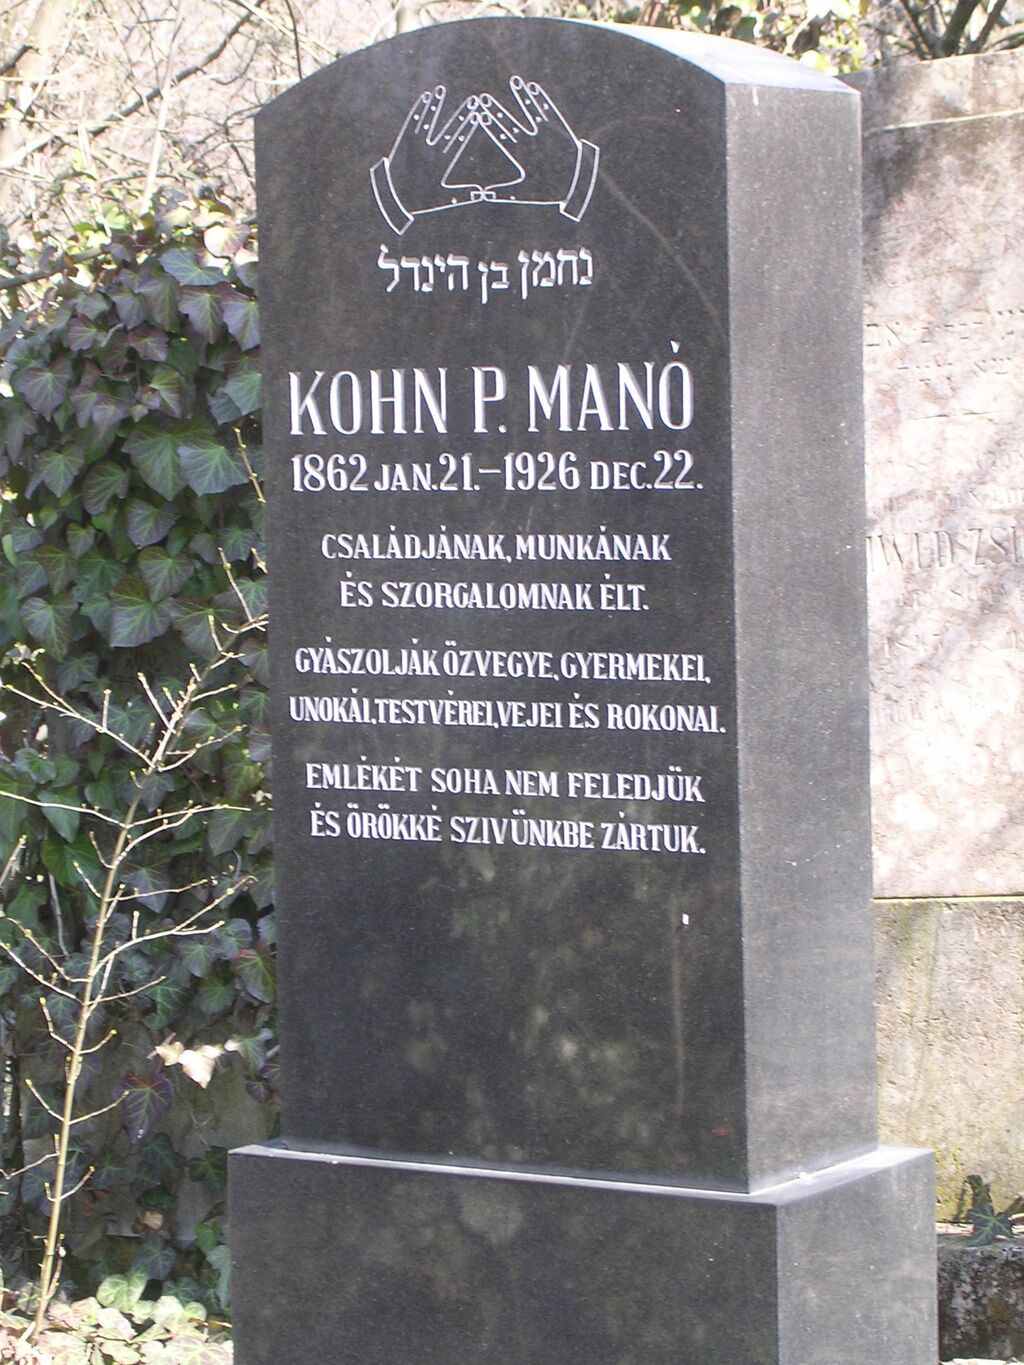 נחמן בן הינדל
KOHN P. MANÓ
1862 JAN. 21.–1926 DEC. 22.
CSALÁDJÁNAK, MUNKÁNAK
ÉS SZORGALOMNAK ÉLT.
GYÁSZOLJÁK ÖZVEGYE, GYERMEKEI,
UNOKÁI, TESTVÉREI, VEJEI ÉS ROKONAI.
EMLÉKÉT SOHA NEM FELEDJÜK
ÉS ÖRÖKKÉ SZIVÜNKBE ZÁRTUK.